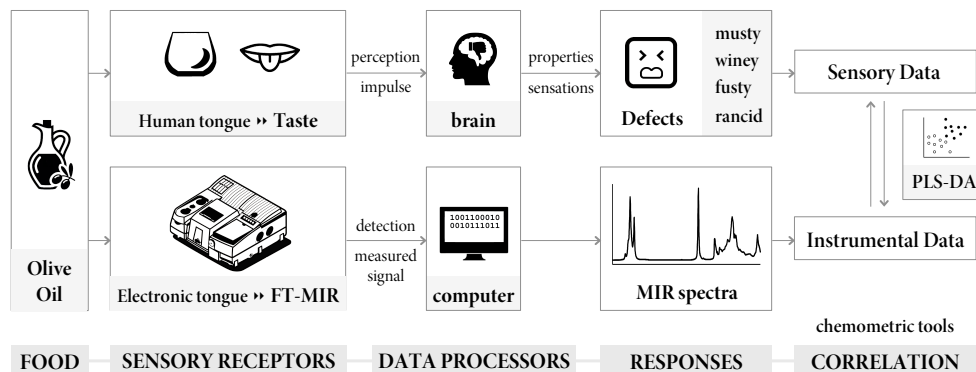 Olive
Oil
Human tongue ▸▸ Taste
perception
impulse
brain
properties
sensations
Defects
musty
winey
fusty
rancid
Sensory Data
PLS-DA
Electronic tongue ▸▸ FT-MIR
detection
measured
signal
1001100010
0010111011
computer
MIR spectra
Instrumental Data
chemometric tools
FOOD
SENSORY RECEPTORS
DATA PROCESSORS
RESPONSES
CORRELATION